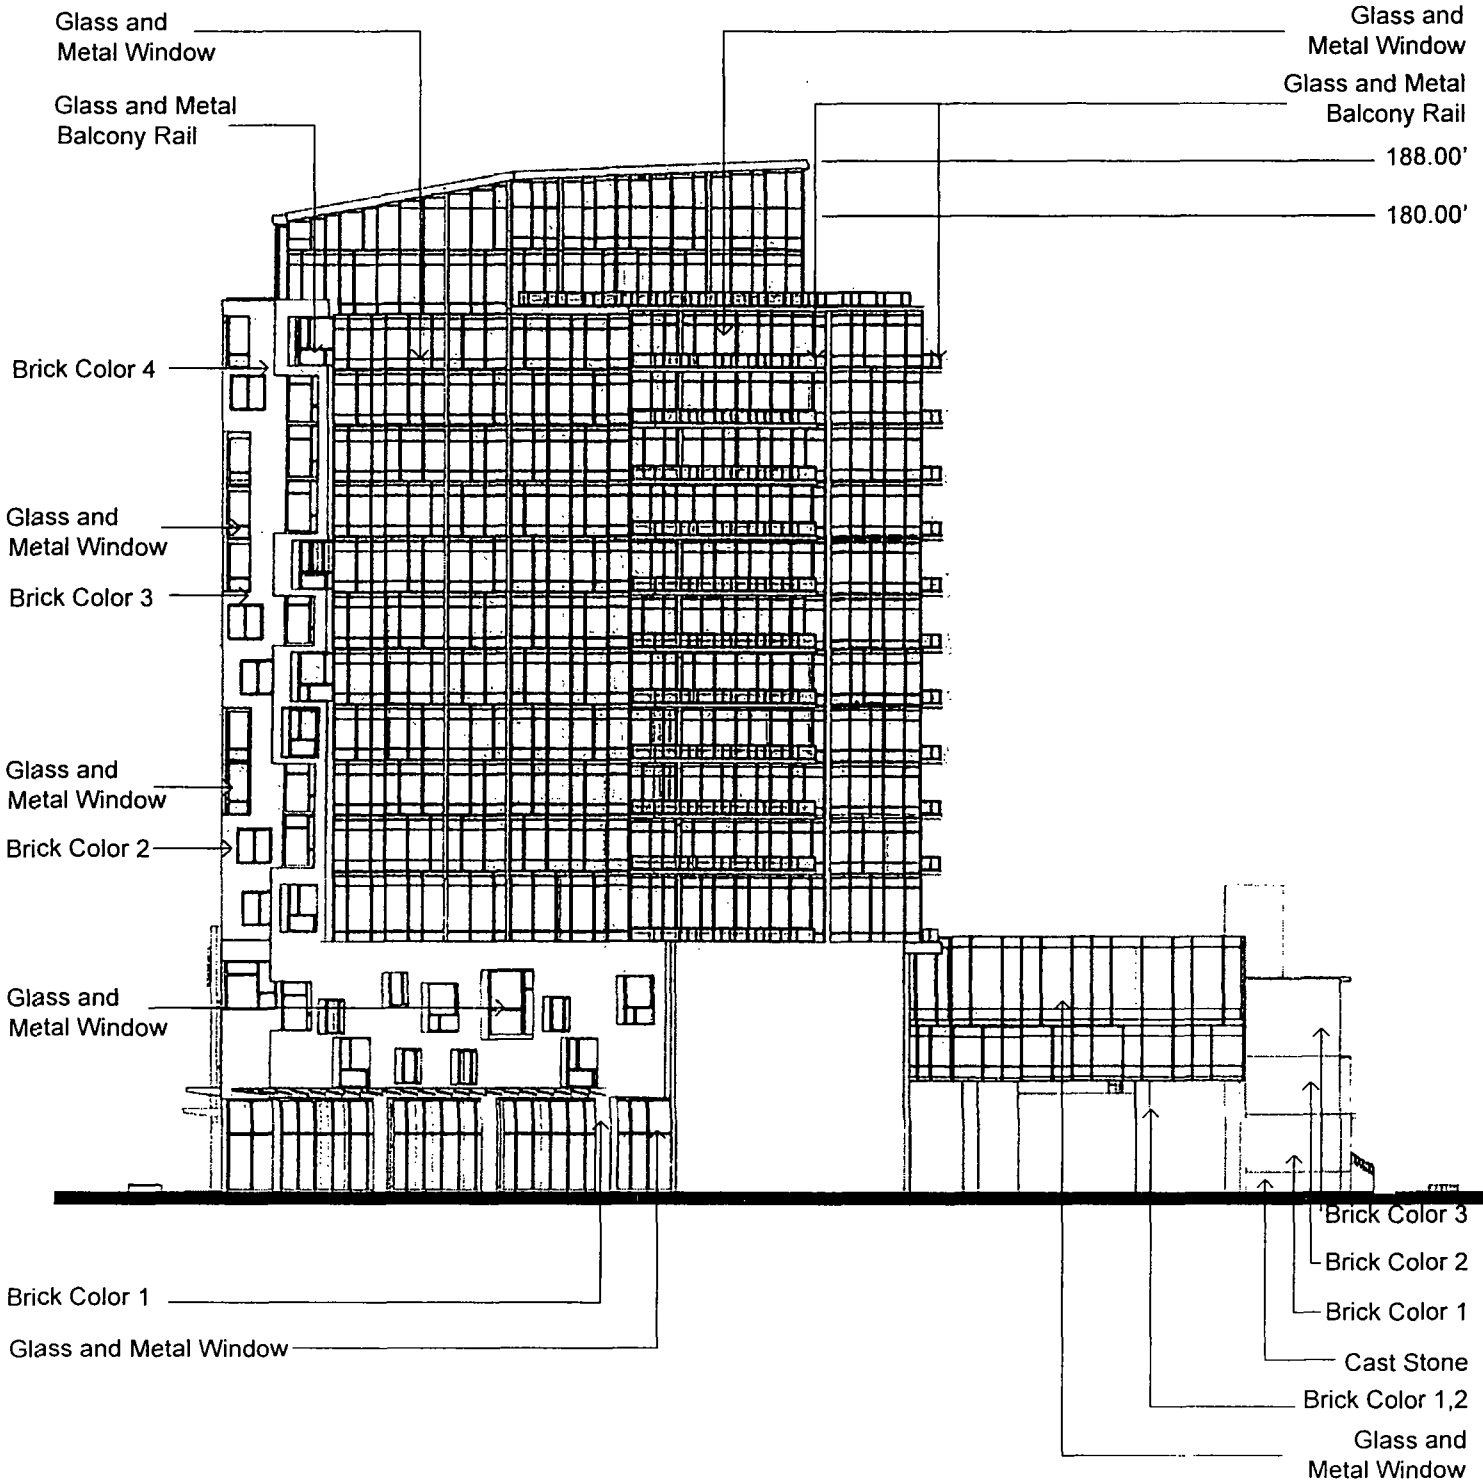 Glass and
Metal Window
Glass and
Metal Window
Glass and Metal
Balcony Rail
Glass and Metal
Balcony Rail
188.00'
180.00'
Brick Color 4
Glass and
Metal Window
Brick Color 3
Glass and
Metal Window
Brick Color 2
Glass and
Metal Window
Brick Color 3
Brick Color 2
Brick Color 1
Brick Color 1
Glass and Metal Window
Cast Stone
Brick Color 1,2
Glass and
Metal Window